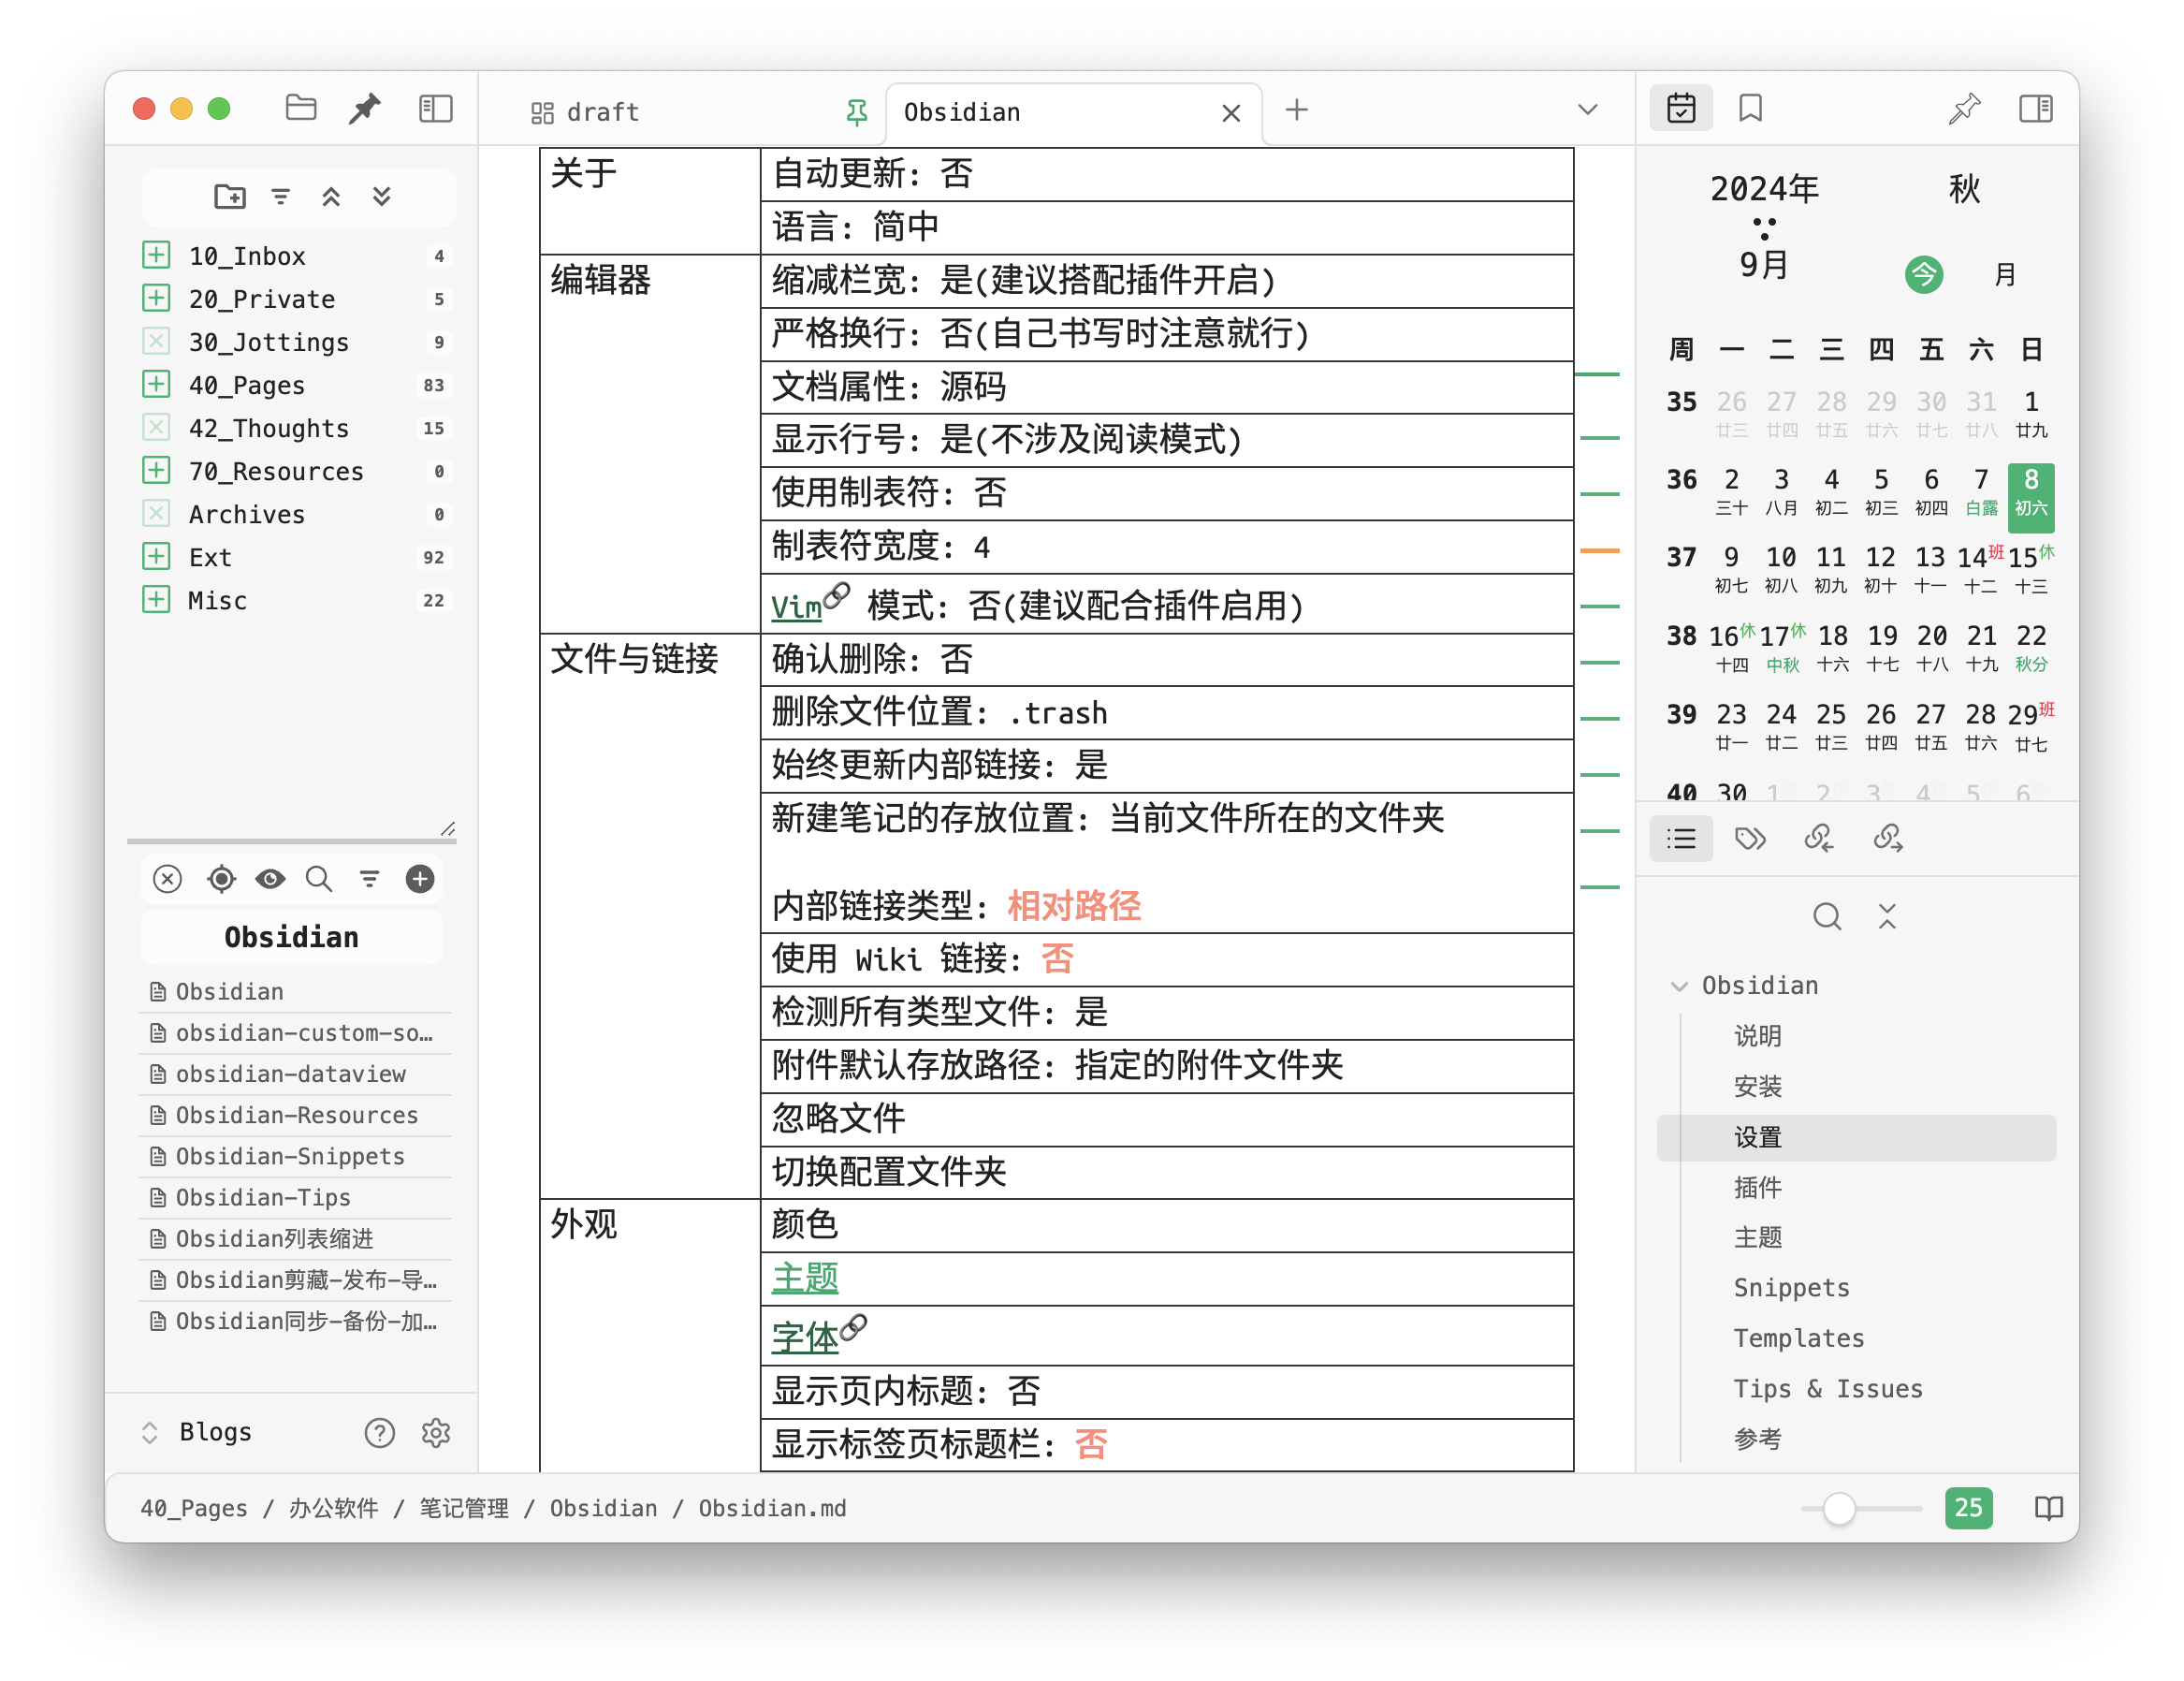 draft
Obsidian
10_Inbox 4
20_Private 5
30_Jottings 9
40_Pages 83
42_Thoughts 15
70_Resources 0
Archives 0
Ext 92
Misc 22
Obsidian
Obsidian
obsidian-custom-so…
obsidian-dataview
Obsidian-Resources
Obsidian-Snippets
Obsidian-Tips
Obsidian列表缩进
Obsidian剪藏-发布-导…
Obsidian同步-备份-加…
Blogs
关于
自动更新: 否
语言: 简中
编辑器
缩减栏宽: 是(建议搭配插件开启)
严格换行: 否(自己书写时注意就行)
文档属性: 源码
显示行号: 是(不涉及阅读模式)
使用制表符: 否
制表符宽度: 4
Vim 模式: 否(建议配合插件启用)
文件与链接
确认删除: 否
删除文件位置: .trash
始终更新内部链接: 是
新建笔记的存放位置: 当前文件所在的文件夹
内部链接类型: 相对路径
使用 Wiki 链接: 否
检测所有类型文件: 是
附件默认存放路径: 指定的附件文件夹
忽略文件
切换配置文件夹
外观
颜色
主题
字体
显示页内标题: 否
显示标签页标题栏: 否
2024年 秋
9月 今 月
周 一 二 三 四 五 六 日
35 26 27 28 29 30 31 1
廿三 廿四 廿五 廿六 廿七 廿八 廿九
36 2 3 4 5 6 7 8
三十 八月 初二 初三 初四 白露 初六
37 9 10 11 12 13 14班 15休
初七 初八 初九 初十 十一 十二 十三
38 16休 17休 18 19 20 21 22
十四 中秋 十六 十七 十八 十九 秋分
39 23 24 25 26 27 28 29班
廿一 廿二 廿三 廿四 廿五 廿六 廿七
40 30 1 2 3 4 5 6
Obsidian
说明
安装
设置
插件
主题
Snippets
Templates
Tips & Issues
参考
40_Pages / 办公软件 / 笔记管理 / Obsidian / Obsidian.md
25